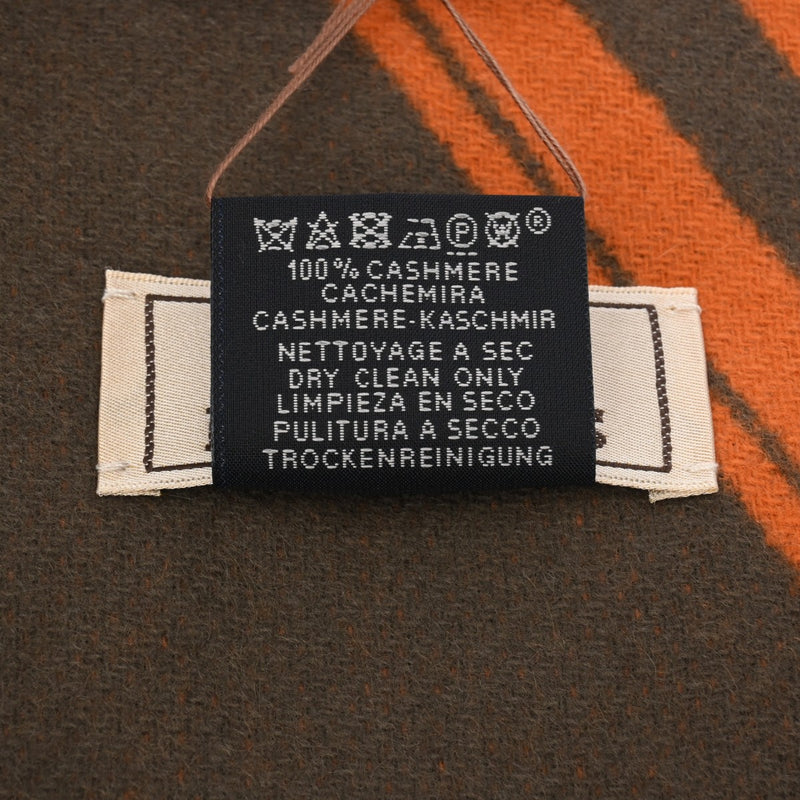 P W ®
100% CASHMERE
CACHEMIRA
CASHMERE-KASCHMIR
NETTOYAGE A SEC
DRY CLEAN ONLY
LIMPIEZA EN SECO
PULITURA A SECCO
TROCKENREINIGUNG